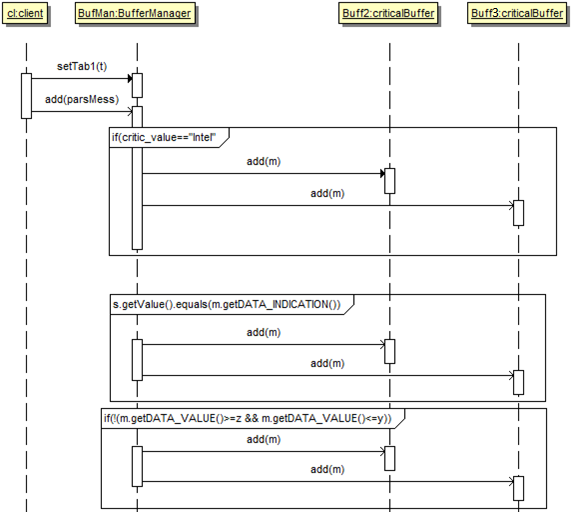 cl:client
BufMan:BufferManager
Buff2:criticalBuffer
Buff3:criticalBuffer
setTab1(t)
add(parsMess)
if(critic_value=="Intel"
add(m)
add(m)
s.getValue().equals(m.getDATA_INDICATION())
add(m)
add(m)
if(!(m.getDATA_VALUE()>=z && m.getDATA_VALUE()<=y))
add(m)
add(m)